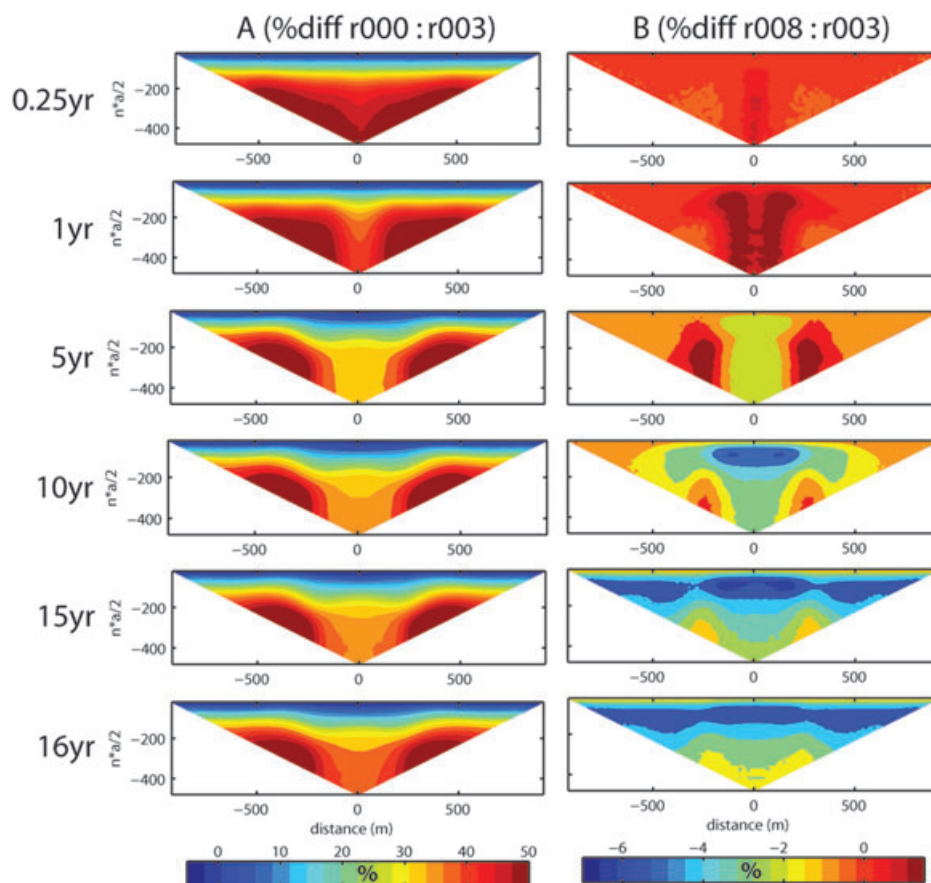 A (%diff r000 : r003) B (%diff r008 : r003)
0.25yr
n*a/2
−200
−400
−500 0 500 −500 0 500
1yr
n*a/2
−200
−400
−500 0 500 −500 0 500
5yr
n*a/2
−200
−400
−500 0 500 −500 0 500
10yr
n*a/2
−200
−400
−500 0 500 −500 0 500
15yr
n*a/2
−200
−400
−500 0 500 −500 0 500
16yr
n*a/2
−200
−400
−500 0 500 −500 0 500
distance (m) distance (m)
0 10 20 % 30 40 50 −6 −4 % −2 0